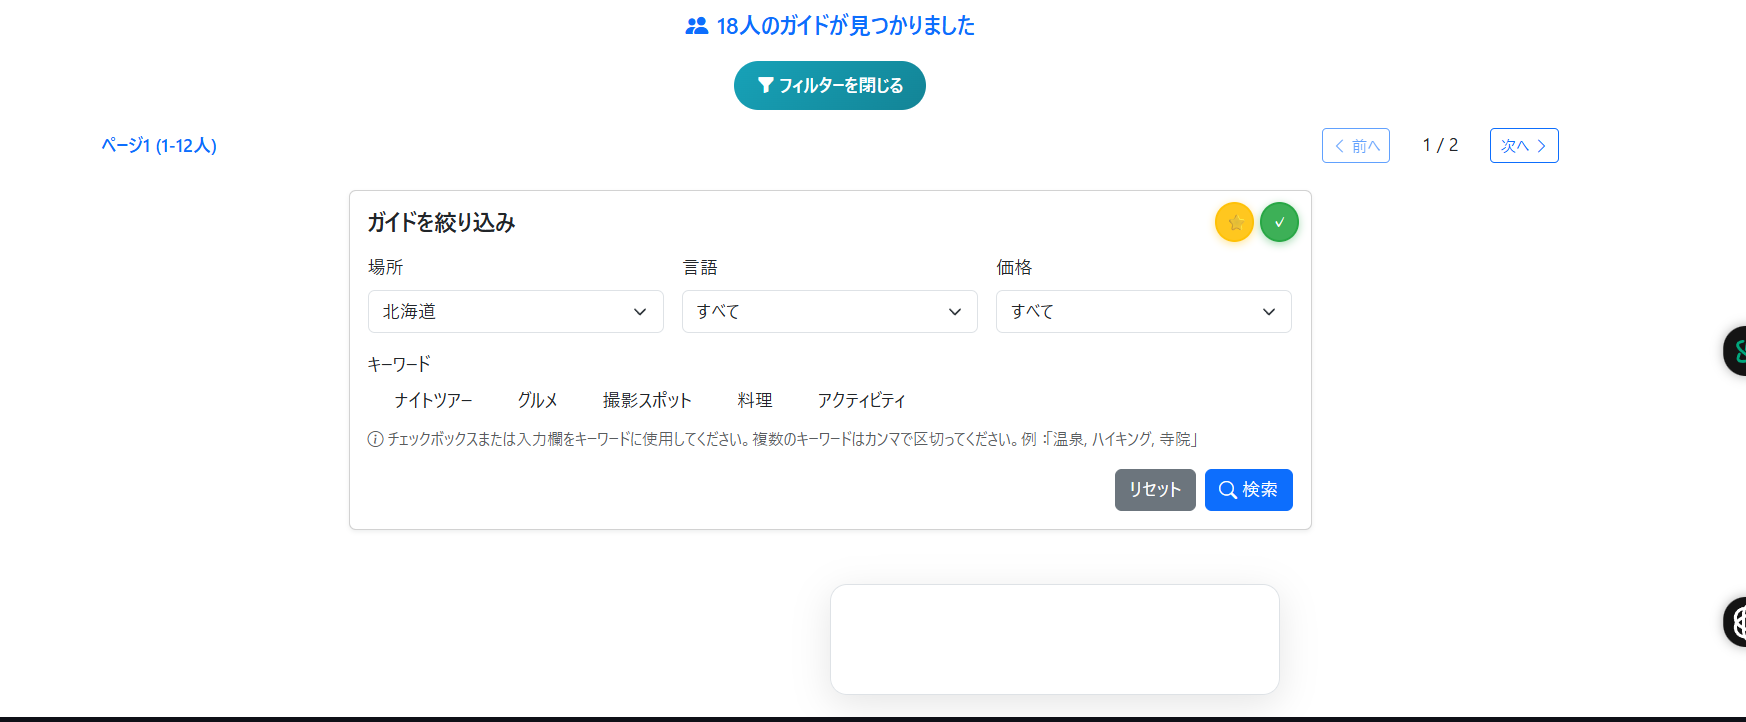 18人のガイドが見つかりました
フィルターを閉じる
ページ1 (1-12人)
前へ
1 / 2
次へ
ガイドを絞り込み
場所
言語
価格
北海道
すべて
すべて
キーワード
ナイトツアー グルメ 撮影スポット 料理 アクティビティ
チェックボックスまたは入力欄をキーワードに使用してください。複数のキーワードはカンマで区切ってください。例：「温泉, ハイキング, 寺院」
リセット
検索